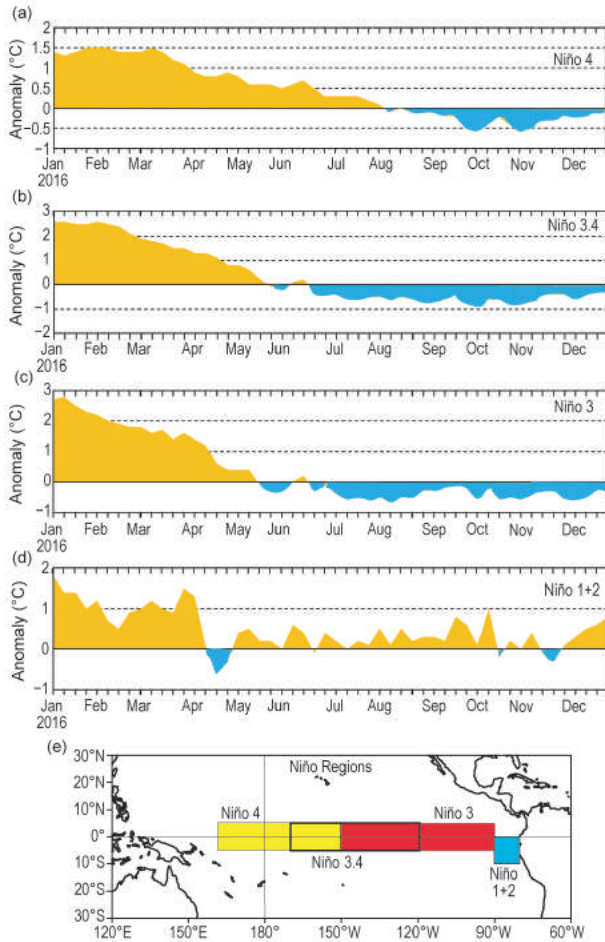 (a)
2
1.5
1
0.5
0
−0.5
−1
Anomaly (°C)
Niño 4
Jan Feb Mar Apr May Jun Jul Aug Sep Oct Nov Dec
2016
(b)
3
2
1
0
−1
−2
Anomaly (°C)
Niño 3.4
Jan Feb Mar Apr May Jun Jul Aug Sep Oct Nov Dec
2016
(c)
3
2
1
0
−1
Anomaly (°C)
Niño 3
Jan Feb Mar Apr May Jun Jul Aug Sep Oct Nov Dec
2016
(d)
2
1
0
−1
Anomaly (°C)
Niño 1+2
Jan Feb Mar Apr May Jun Jul Aug Sep Oct Nov Dec
2016
(e)
30°N
20°N
10°N
0°
10°S
20°S
30°S
Niño Regions
Niño 4
Niño 3
Niño 3.4
Niño
1+2
120°E 150°E 180° 150°W 120°W 90°W 60°W